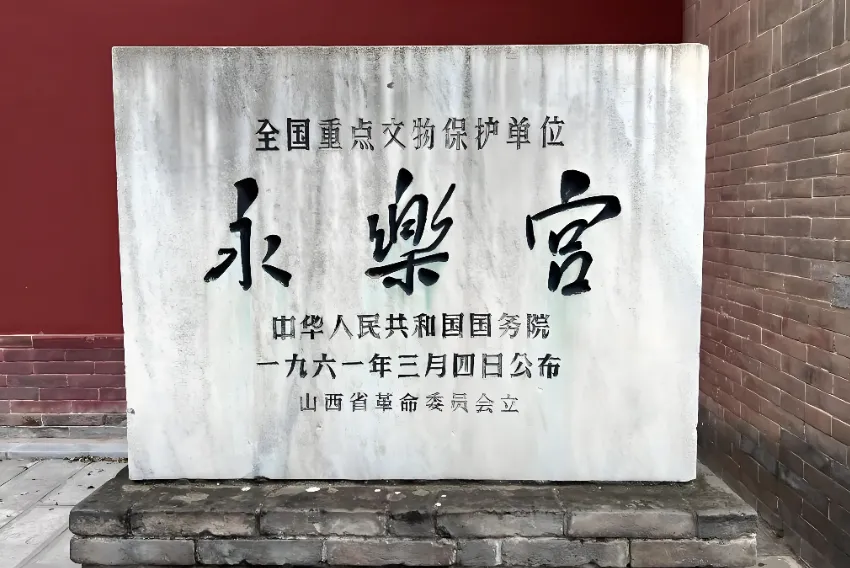 全国重点文物保护单位
永樂宫
中华人民共和国国务院
一九六一年三月四日公布
山西省革命委员会立